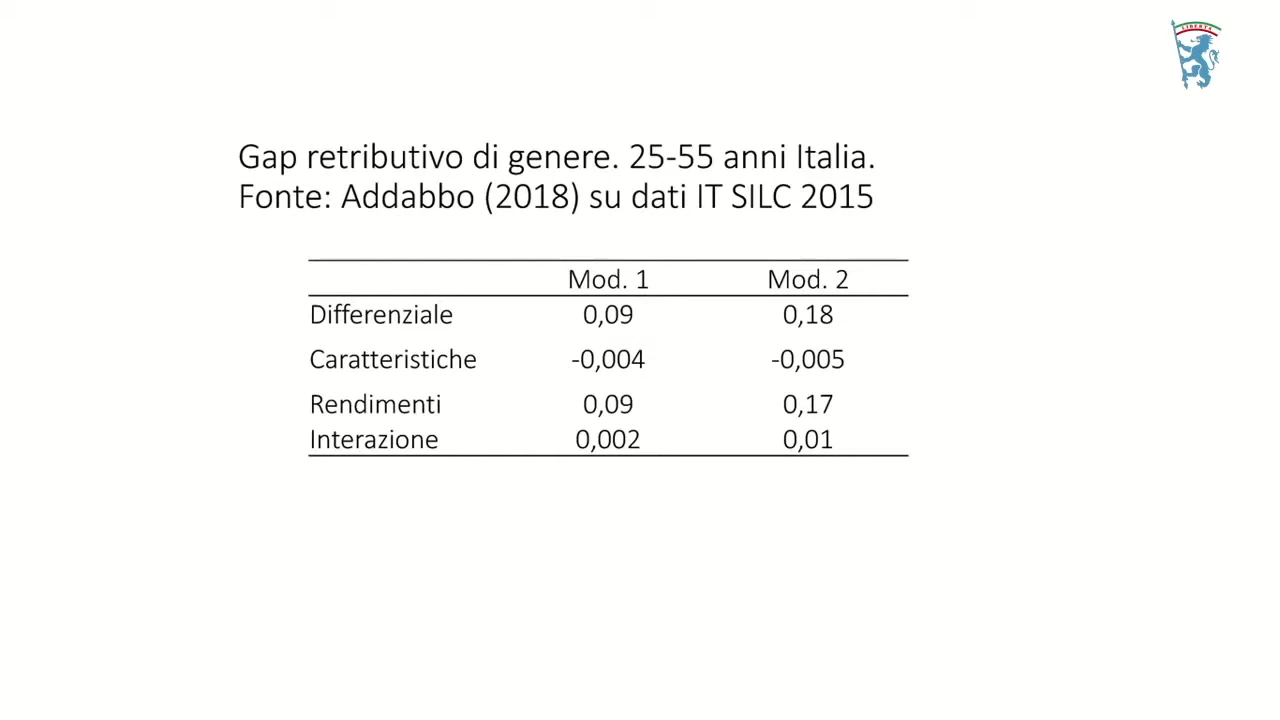 LIBERTÀ
Gap retributivo di genere. 25-55 anni Italia.
Fonte: Addabbo (2018) su dati IT SILC 2015
Mod. 1 Mod. 2
Differenziale 0,09 0,18
Caratteristiche -0,004 -0,005
Rendimenti 0,09 0,17
Interazione 0,002 0,01